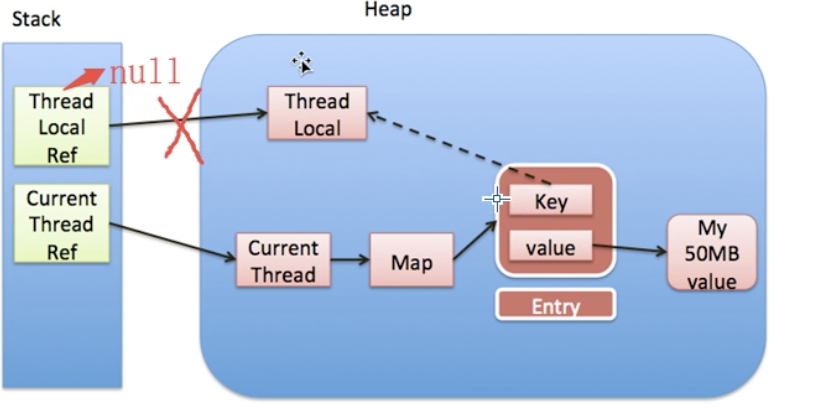 Stack
Heap
null
Thread
Local
Ref
Thread
Local
Current
Thread
Ref
Key
value
Current
Thread
Map
My
50MB
value
Entry